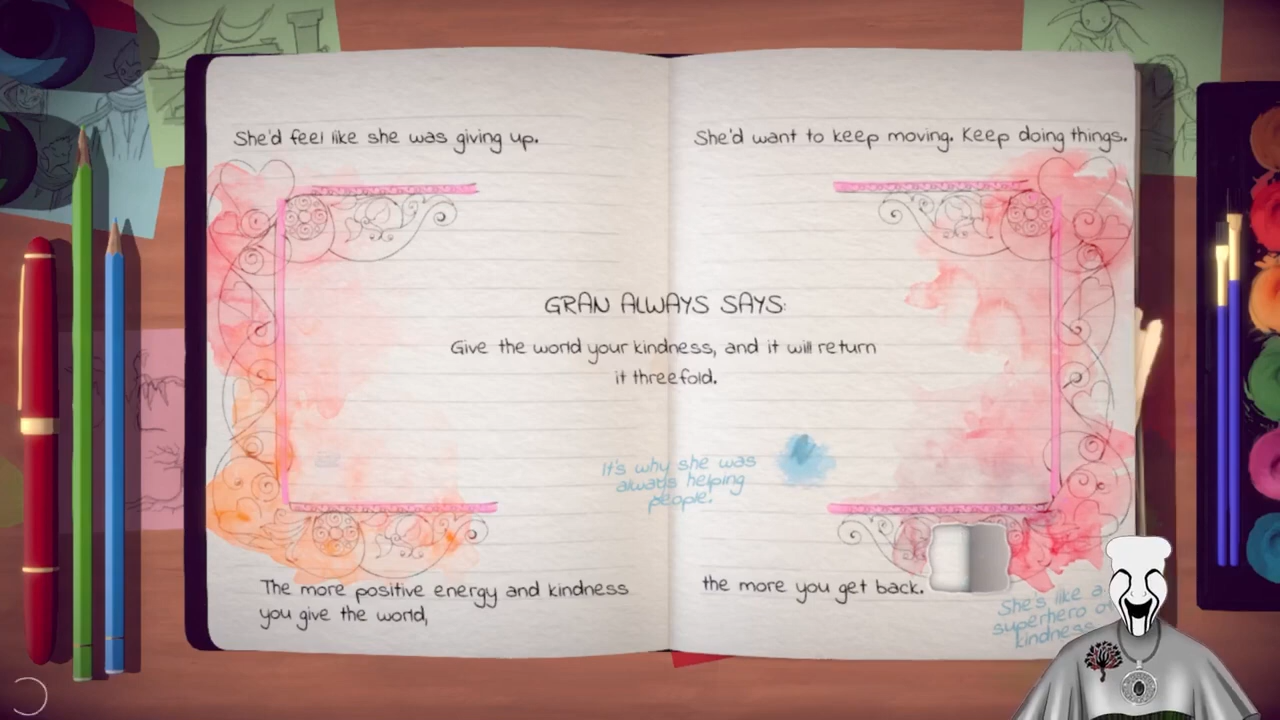 She'd feel like she was giving up.
She'd want to keep moving. Keep doing things.
GRAN ALWAYS SAYS:
Give the world your kindness, and it will return
it threefold.
It's why she was
always helping
people.
The more positive energy and kindness
you give the world,
the more you get back.
She's like a
superhero of
kindness